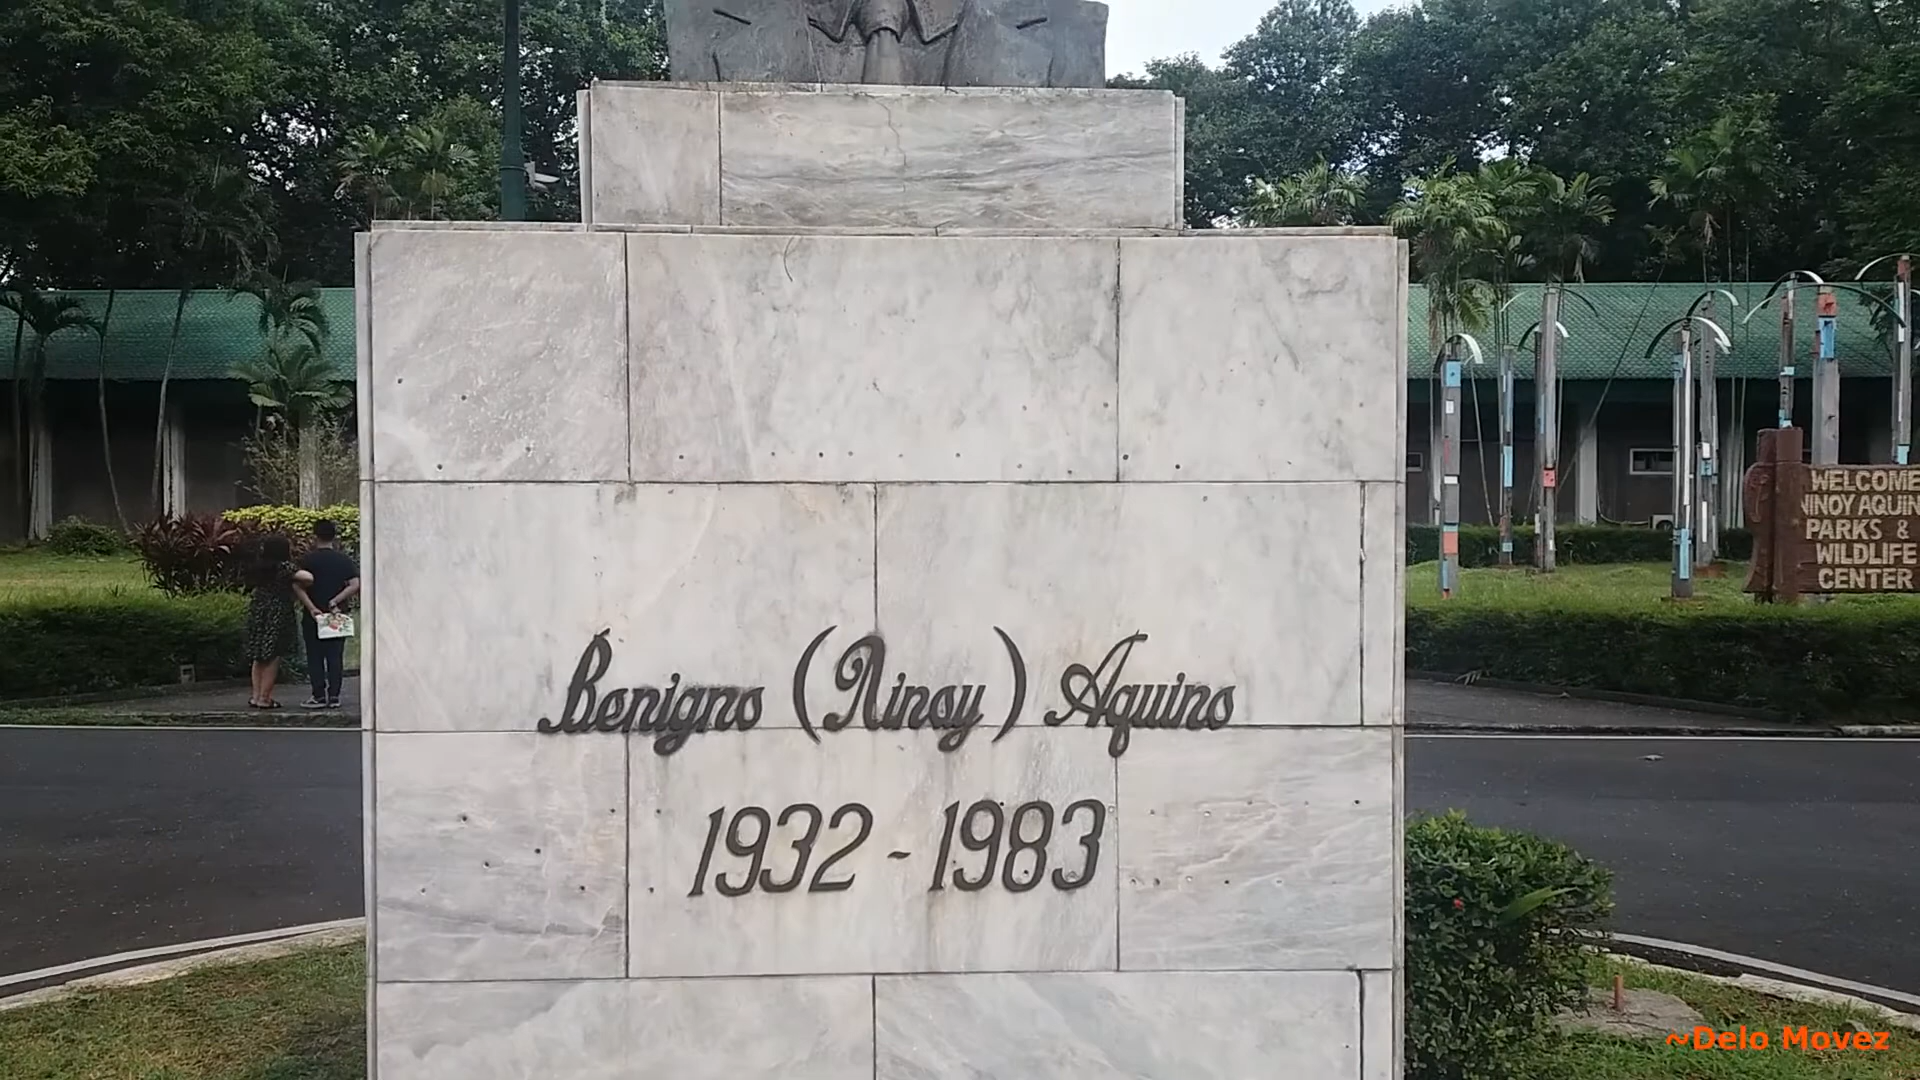 Benigno (Ninoy) Aquino
1932 - 1983
WELCOME
NINOY AQUIN
PARKS &
WILDLIFE
CENTER
~Delo Movez